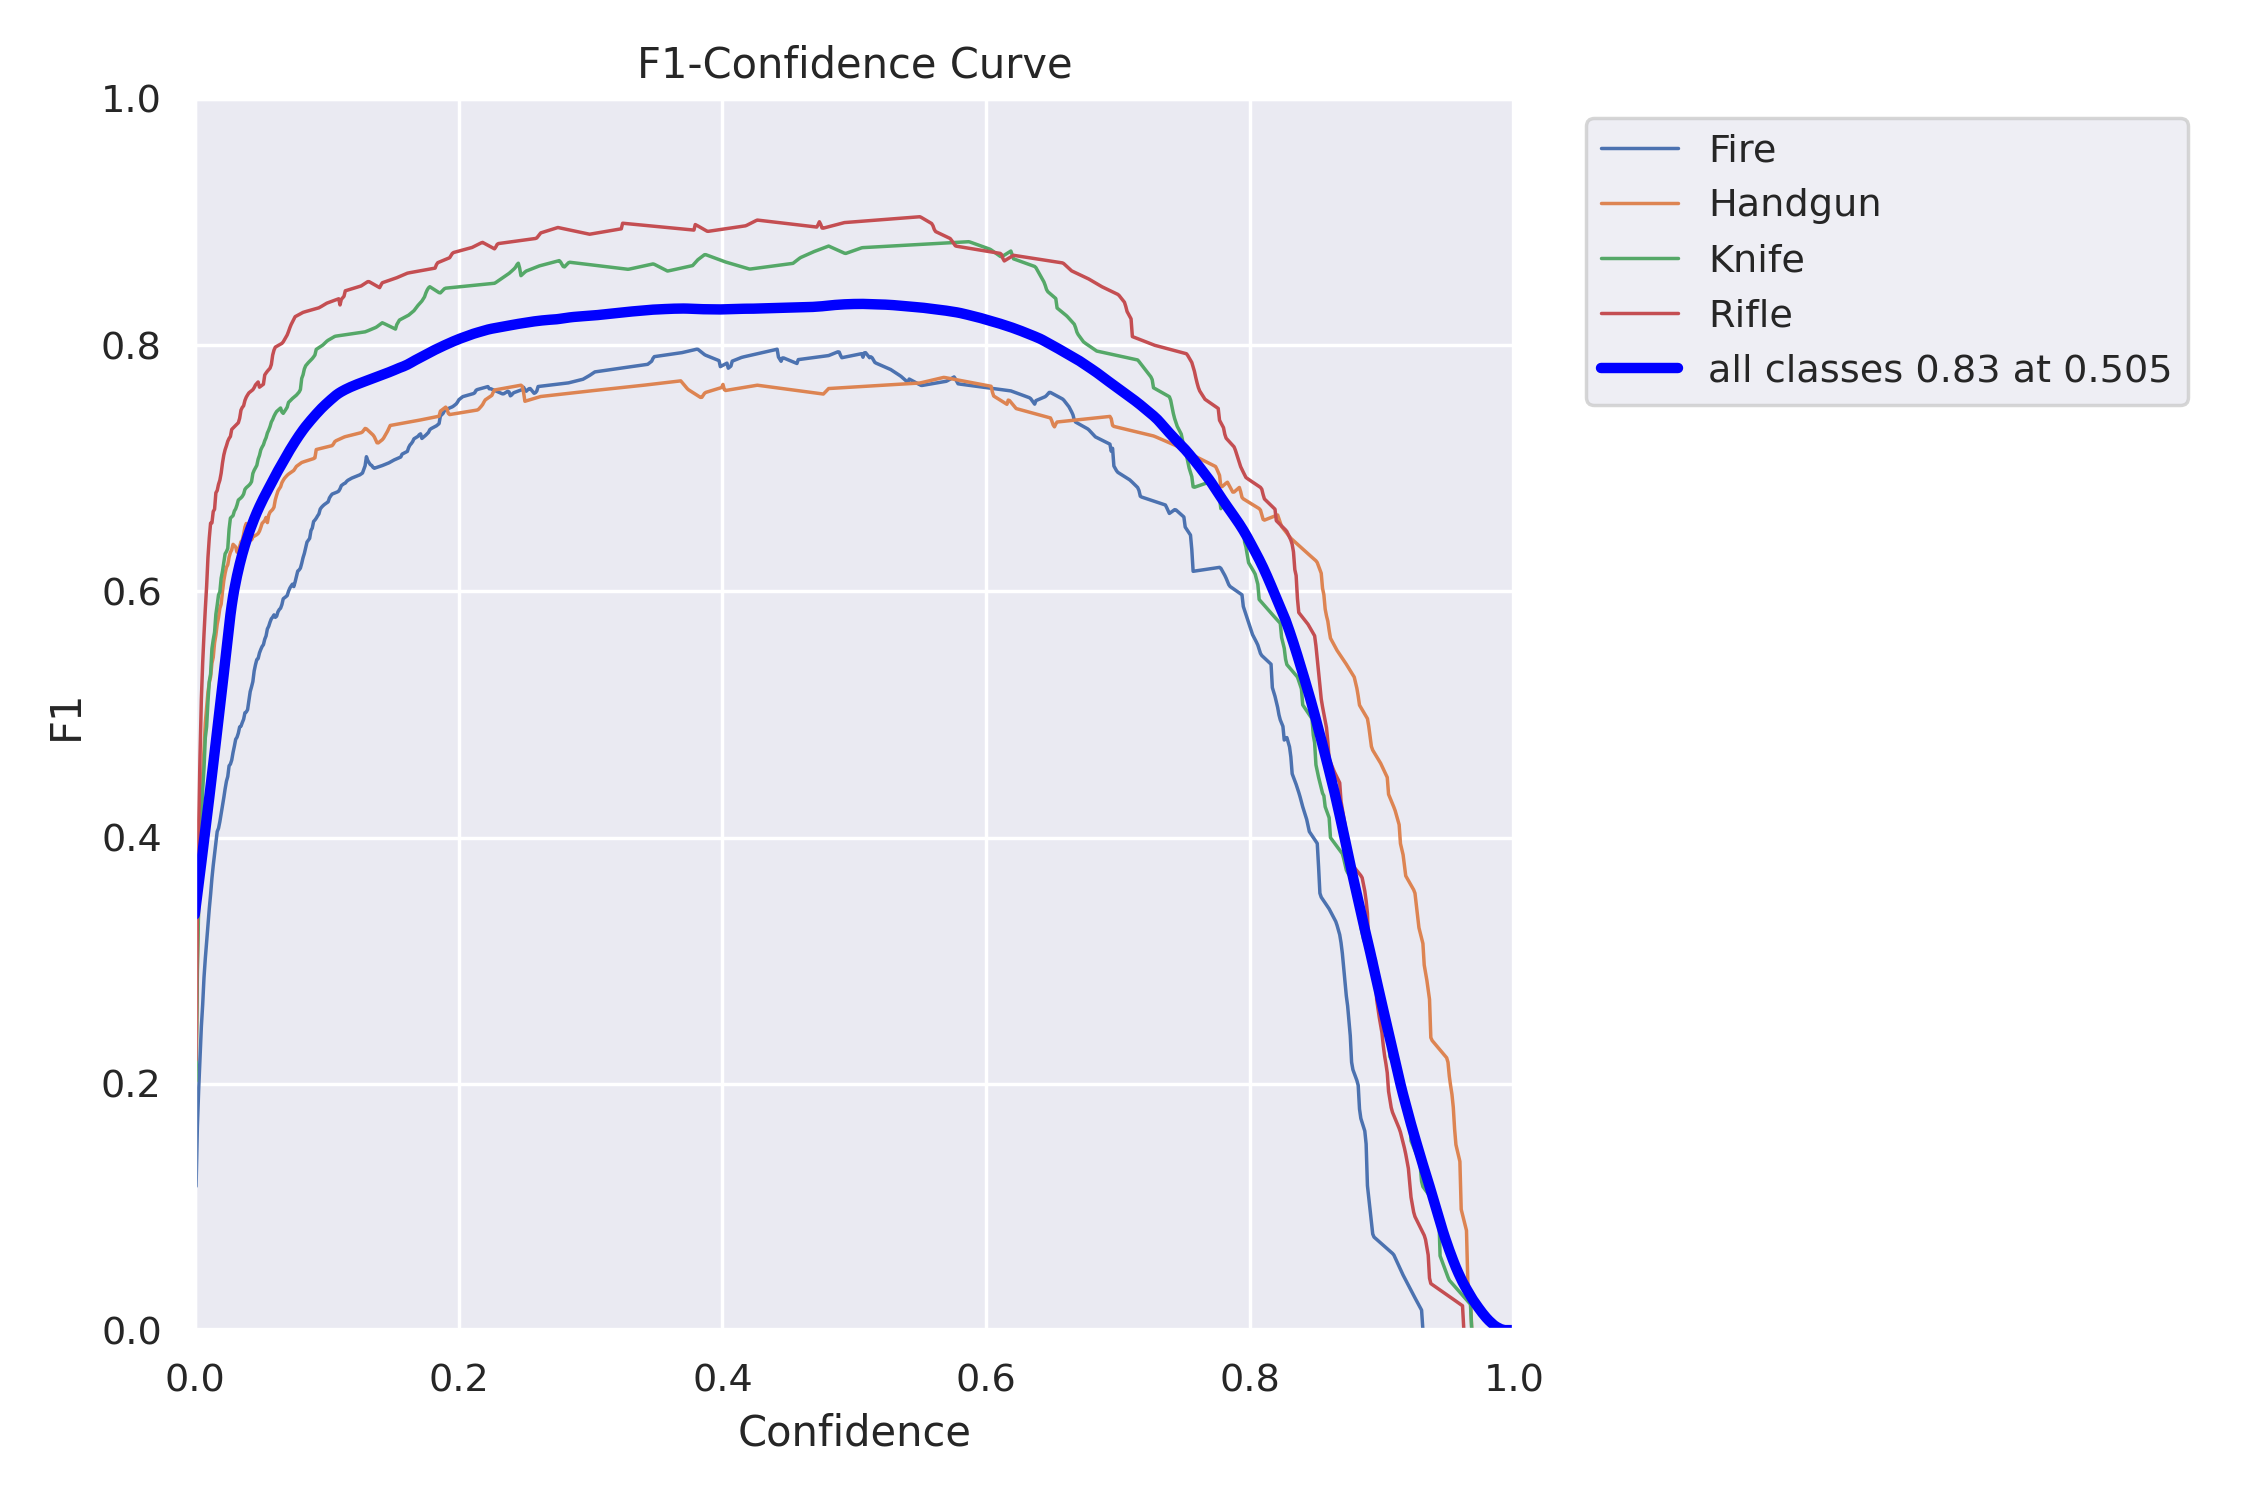 F1-Confidence Curve
1.0
0.8
0.6
0.4
0.2
0.0
F1
0.0 0.2 0.4 0.6 0.8 1.0
Confidence
Fire
Handgun
Knife
Rifle
all classes 0.83 at 0.505